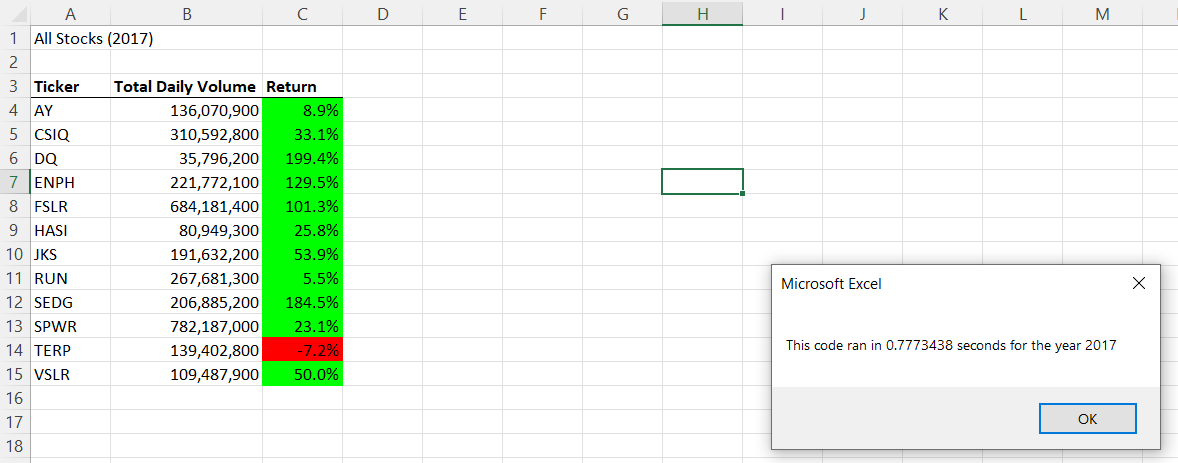 A B C D E F G H I J K L M
1 All Stocks (2017)
2
3 Ticker Total Daily Volume Return
4 AY 136,070,900 8.9%
5 CSIQ 310,592,800 33.1%
6 DQ 35,796,200 199.4%
7 ENPH 221,772,100 129.5%
8 FSLR 684,181,400 101.3%
9 HASI 80,949,300 25.8%
10 JKS 191,632,200 53.9%
11 RUN 267,681,300 5.5%
12 SEDG 206,885,200 184.5%
13 SPWR 782,187,000 23.1%
14 TERP 139,402,800 -7.2%
15 VSLR 109,487,900 50.0%
16
17
18
Microsoft Excel
This code ran in 0.7773438 seconds for the year 2017
OK